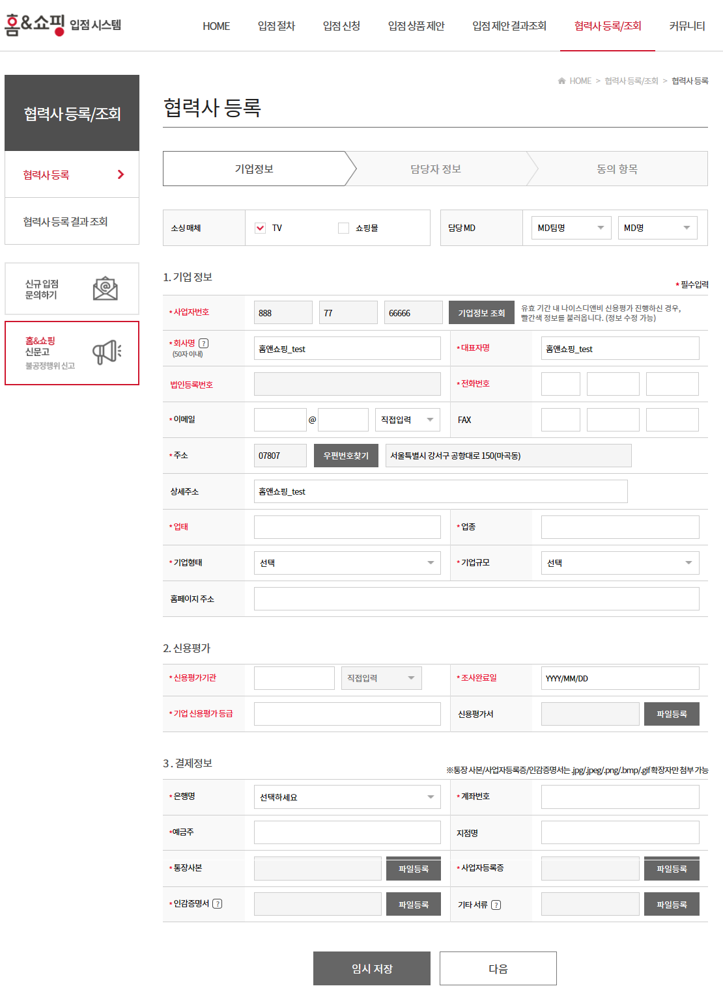 홈&쇼핑 입점 시스템
HOME 입점 절차 입점 신청 입점 상품 제안 입점 제안 결과조회 협력사 등록/조회 커뮤니티
HOME > 협력사 등록/조회 > 협력사 등록
협력사 등록/조회
협력사 등록
협력사 등록 결과 조회
신규 입점
문의하기
홈&쇼핑
신문고
불공정행위 신고
협력사 등록
기업정보 담당자 정보 동의 항목
소싱 매체 TV 쇼핑몰 담당 MD MD팀명 MD명
1. 기업 정보
* 필수입력
* 사업자번호 888 77 66666 기업정보 조회
유효 기간 내 나이스디앤비 신용평가 진행하신 경우,
빨간색 정보를 불러옵니다. (정보 수정 가능)
* 회사명 ? 홈앤쇼핑_test * 대표자명 홈앤쇼핑_test
(50자 이내)
법인등록번호 * 전화번호
* 이메일 @ 직접입력 FAX
* 주소 07807 우편번호찾기 서울특별시 강서구 공항대로 150(마곡동)
상세주소 홈앤쇼핑_test
* 업태 * 업종
* 기업형태 선택 * 기업규모 선택
홈페이지 주소
2. 신용평가
* 신용평가기관 직접입력 * 조사완료일 YYYY/MM/DD
* 기업 신용평가 등급 신용평가서 파일등록
3 . 결제정보
※통장 사본/사업자등록증/인감증명서는 .jpg/.jpeg/.png/.bmp/.gif 확장자만 첨부 가능
* 은행명 선택하세요 * 계좌번호
*예금주 지점명
* 통장사본 파일등록 * 사업자등록증 파일등록
* 인감증명서 ? 파일등록 기타 서류 ? 파일등록
임시 저장 다음